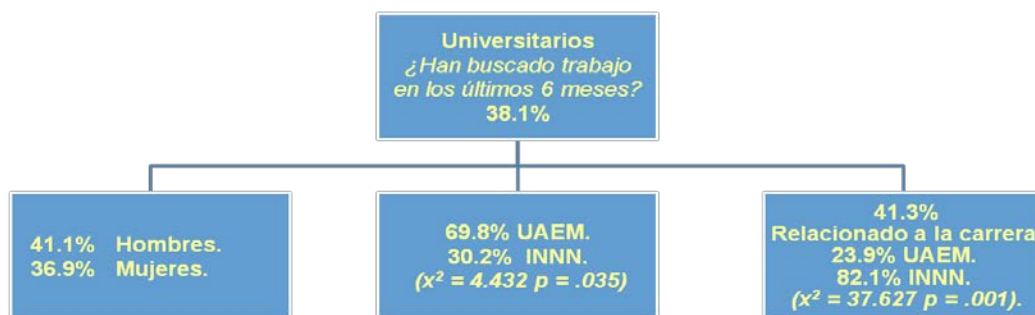 Universitarios
¿Han buscado trabajo
en los últimos 6 meses?
38.1%
41.1% Hombres.
36.9% Mujeres.
69.8% UAEM.
30.2% INNN.
(x² = 4.432 p = .035)
41.3%
Relacionado a la carrera
23.9% UAEM.
82.1% INNN.
(x² = 37.627 p = .001).